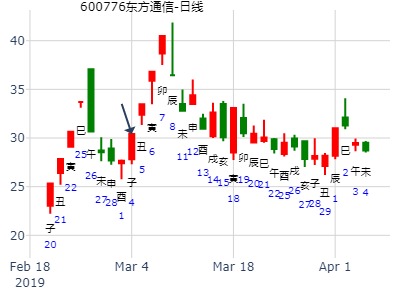 600776东方通信-日线
40
35
30
25
20
子
20
丑
21
寅
22
巳
25
午
26
未
27
申
28
酉
1
子
4
丑
5
寅
6
卯
7
辰
8
未
11
申
12
酉
13
戌
14
亥
15
寅
18
卯
19
辰
20
巳
21
午
22
酉
25
戌
26
亥
27
子
28
丑
29
辰
1
巳
2
午
3
未
4
Feb 18
2019
Mar 4
Mar 18
Apr 1